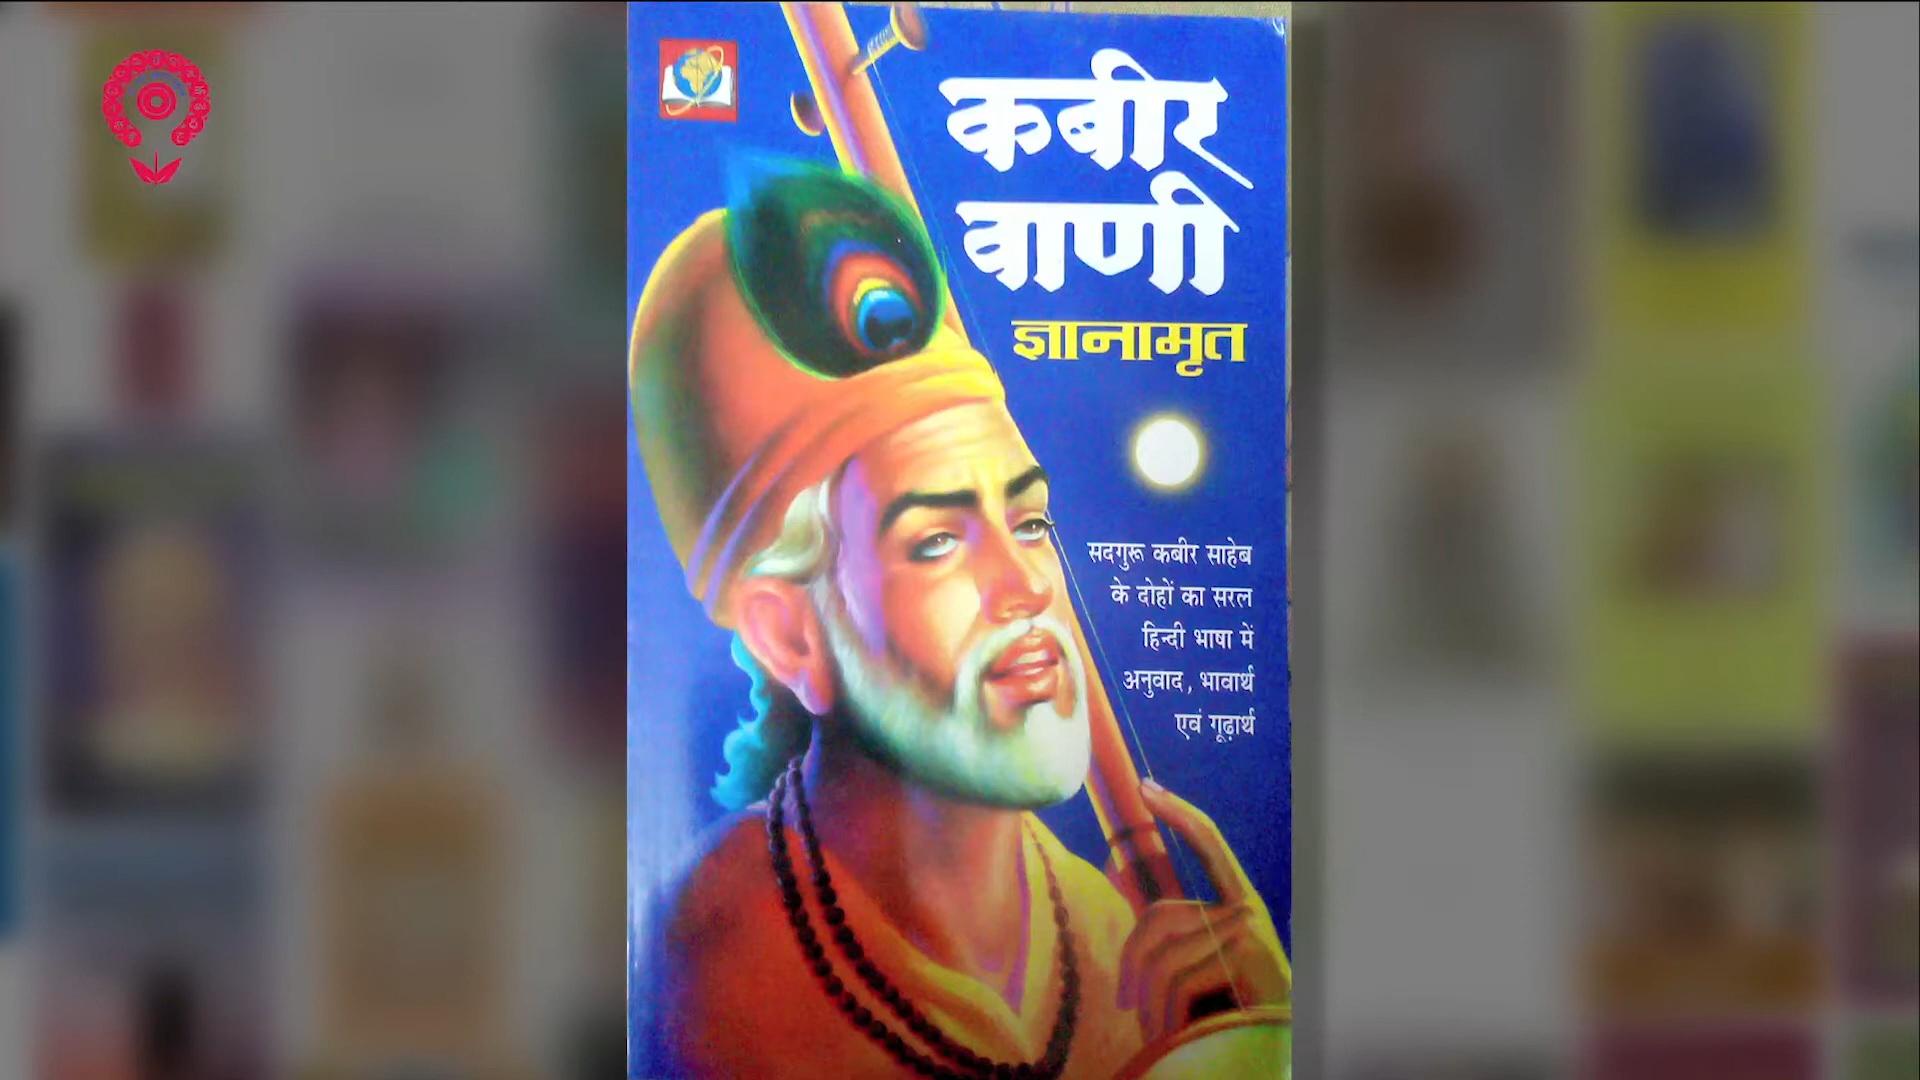 कबीर
वाणी
ज्ञानामृत
सदगुरू कबीर साहेब
के दोहों का सरल
हिन्दी भाषा में
अनुवाद, भावार्थ
एवं गूढ़ार्थ